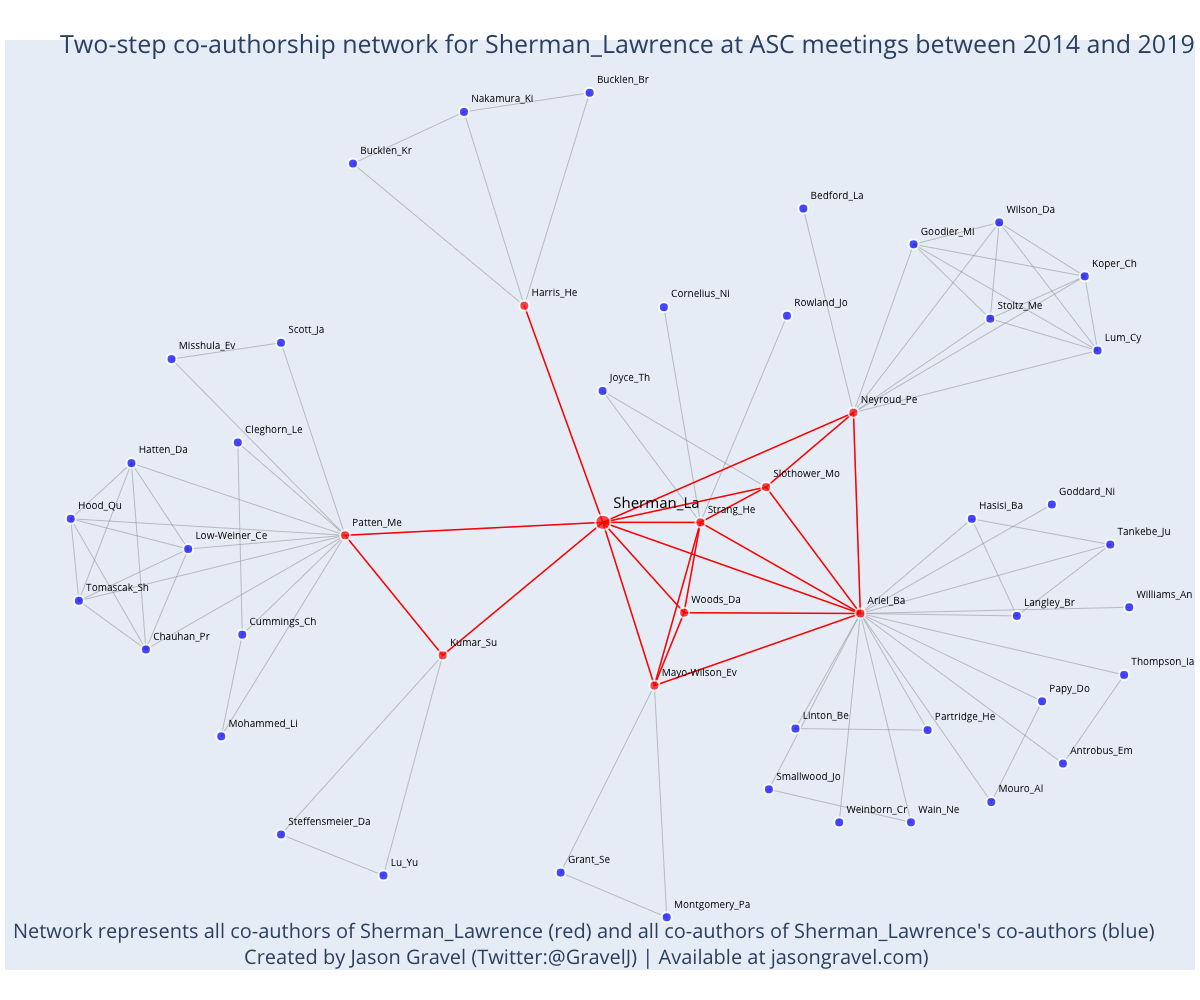 Two-step co-authorship network for Sherman_Lawrence at ASC meetings between 2014 and 2019
Bucklen_Br
Nakamura_Ki
Bucklen_Kr
Bedford_La
Wilson_Da
Goodier_Mi
Koper_Ch
Harris_He
Cornelius_Ni
Rowland_Jo
Stoltz_Me
Scott_Ja
Misshula_Ev
Lum_Cy
Joyce_Th
Neyroud_Pe
Cleghorn_Le
Hatten_Da
Slothower_Mo
Sherman_La
Goddard_Ni
Hood_Qu
Hasisi_Ba
Strang_He
Patten_Me
Low-Weiner_Ce
Tankebe_Ju
Tomascak_Sh
Woods_Da
Ariel_Ba
Langley_Br
Williams_An
Cummings_Ch
Chauhan_Pr
Kumar_Su
Thompson_Ia
Mayo-Wilson_Ev
Papy_Do
Linton_Be
Partridge_He
Mohammed_Li
Antrobus_Em
Smallwood_Jo
Mouro_Al
Weinborn_Cr
Wain_Ne
Steffensmeier_Da
Lu_Yu
Grant_Se
Montgomery_Pa
Network represents all co-authors of Sherman_Lawrence (red) and all co-authors of Sherman_Lawrence's co-authors (blue)
Created by Jason Gravel (Twitter:@GravelJ) | Available at jasongravel.com)